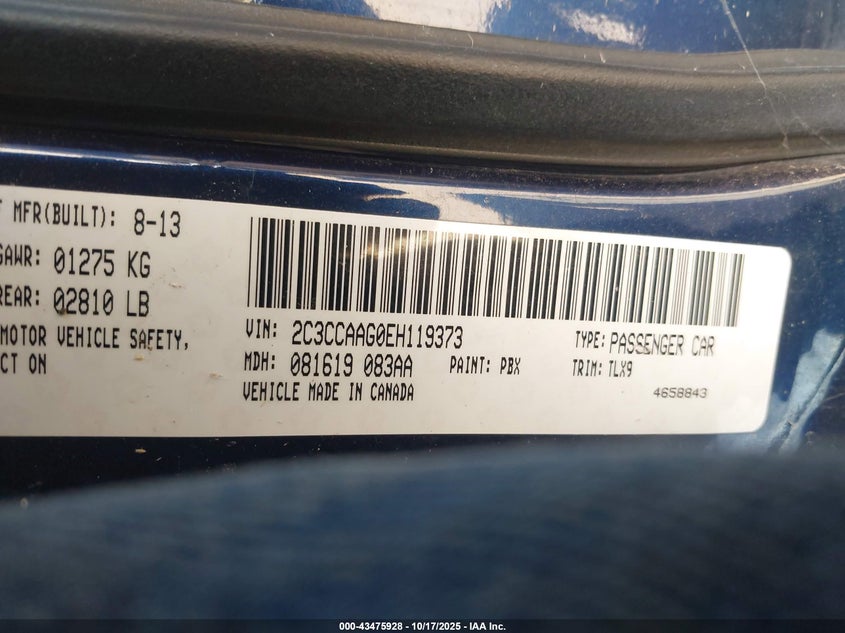 MFR(BUILT): 8-13
GAWR: 01275 KG
REAR: 02810 LB
MOTOR VEHICLE SAFETY,
ON
VIN: 2C3CCAAG0EH119373
TYPE: PASSENGER CAR
MDH: 081619 083AA
PAINT: PBX
TRIM: TLX9
VEHICLE MADE IN CANADA
4658843
000-43475928 - 10/17/2025 - IAA Inc.